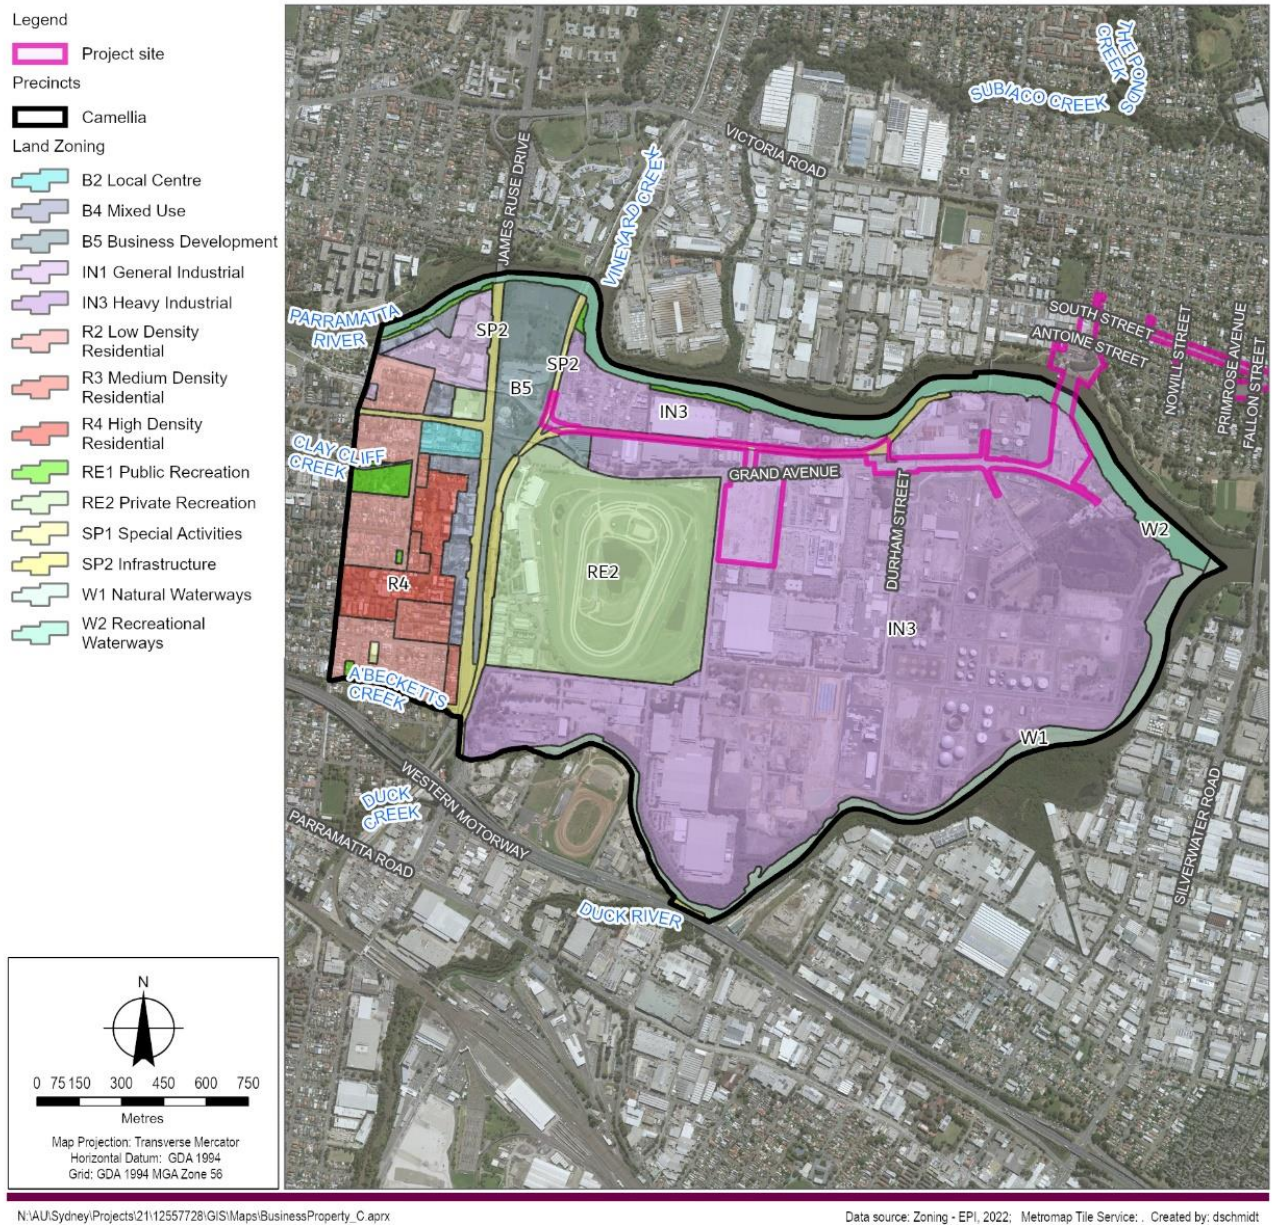 Legend
Project site
Precincts
Camellia
Land Zoning
B2 Local Centre
B4 Mixed Use
B5 Business Development
IN1 General Industrial
IN3 Heavy Industrial
R2 Low Density
Residential
R3 Medium Density
Residential
R4 High Density
Residential
RE1 Public Recreation
RE2 Private Recreation
SP1 Special Activities
SP2 Infrastructure
W1 Natural Waterways
W2 Recreational
Waterways
THE PONDS
CREEK
SUBIACO CREEK
VICTORIA ROAD
JAMES RUSE DRIVE
VINEYARD CREEK
PARRAMATTA
RIVER
SP2
SP2
B5
IN3
SOUTH STREET
ANTOINE STREET
NOWILL STREET
PRIMROSE AVENUE
FALLON STREET
CLAY CLIFF
CREEK
GRAND AVENUE
DURHAM STREET
W2
R4
RE2
IN3
A'BECKETTS
CREEK
W1
DUCK
CREEK
WESTERN MOTORWAY
PARRAMATTA ROAD
SILVERWATER ROAD
DUCK RIVER
N
0 75 150 300 450 600 750
Metres
Map Projection: Transverse Mercator
Horizontal Datum: GDA 1994
Grid: GDA 1994 MGA Zone 56
N:\AU\Sydney\Projects\21\12557728\GIS\Maps\BusinessProperty_C.aprx
Data source: Zoning - EPI, 2022; Metromap Tile Service: . Created by: dschmidt